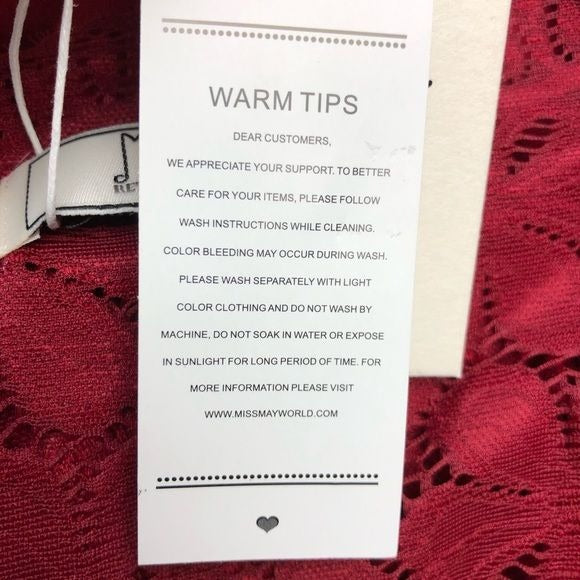 WARM TIPS
DEAR CUSTOMERS,
WE APPRECIATE YOUR SUPPORT. TO BETTER
CARE FOR YOUR ITEMS, PLEASE FOLLOW
WASH INSTRUCTIONS WHILE CLEANING.
COLOR BLEEDING MAY OCCUR DURING WASH.
PLEASE WASH SEPARATELY WITH LIGHT
COLOR CLOTHING AND DO NOT WASH BY
MACHINE, DO NOT SOAK IN WATER OR EXPOSE
IN SUNLIGHT FOR LONG PERIOD OF TIME. FOR
MORE INFORMATION PLEASE VISIT
WWW.MISSMAYWORLD.COM